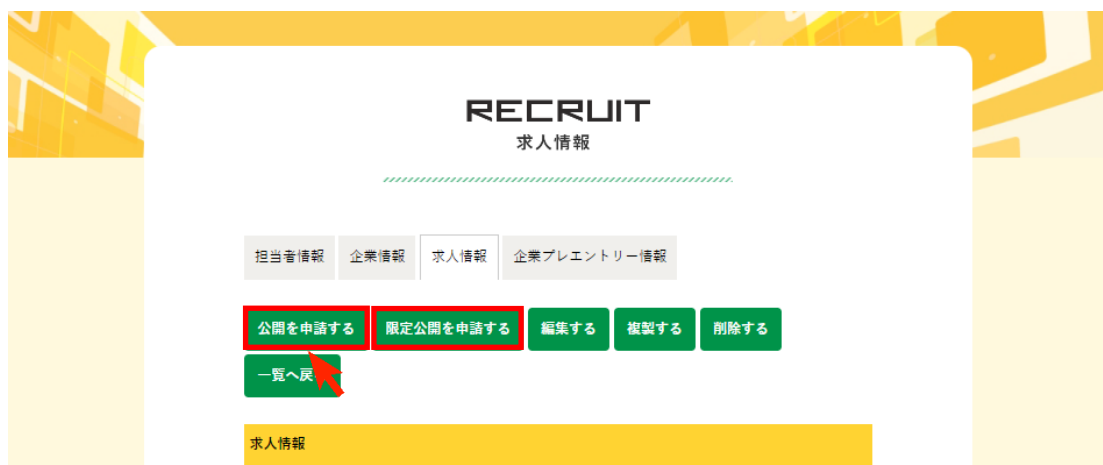 RECRUIT
求人情報
担当者情報 企業情報 求人情報 企業プレエントリー情報
公開を申請する 限定公開を申請する 編集する 複製する 削除する
一覧へ戻
求人情報